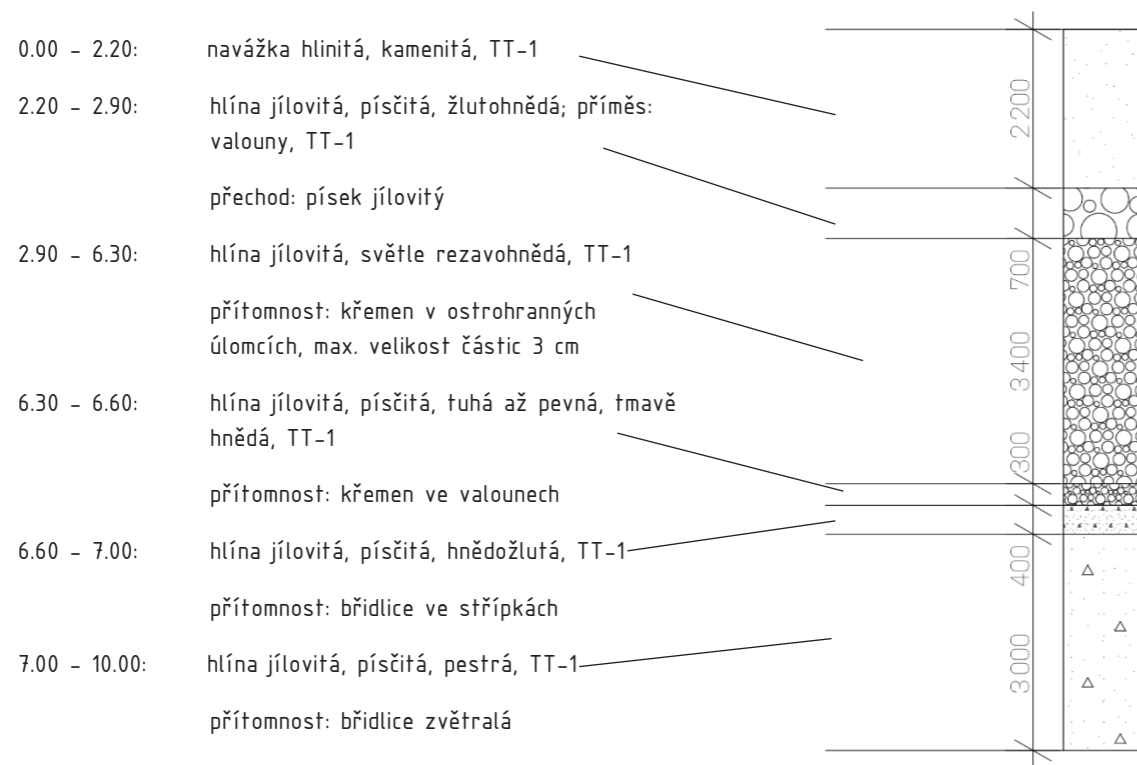 0.00 - 2.20: navážka hlinitá, kamenitá, TT-1
2.20 - 2.90: hlína jílovitá, písčitá, žlutohnědá; příměs:
valouny, TT-1
přechod: písek jílovitý
2.90 - 6.30: hlína jílovitá, světle rezavohnědá, TT-1
přítomnost: křemen v ostrohranných
úlomcích, max. velikost částic 3 cm
6.30 - 6.60: hlína jílovitá, písčitá, tuhá až pevná, tmavě
hnědá, TT-1
přítomnost: křemen ve valounech
6.60 - 7.00: hlína jílovitá, písčitá, hnědožlutá, TT-1
přítomnost: břidlice ve střípkách
7.00 - 10.00: hlína jílovitá, písčitá, pestrá, TT-1
přítomnost: břidlice zvětralá
2200
700
3400
300
400
3000